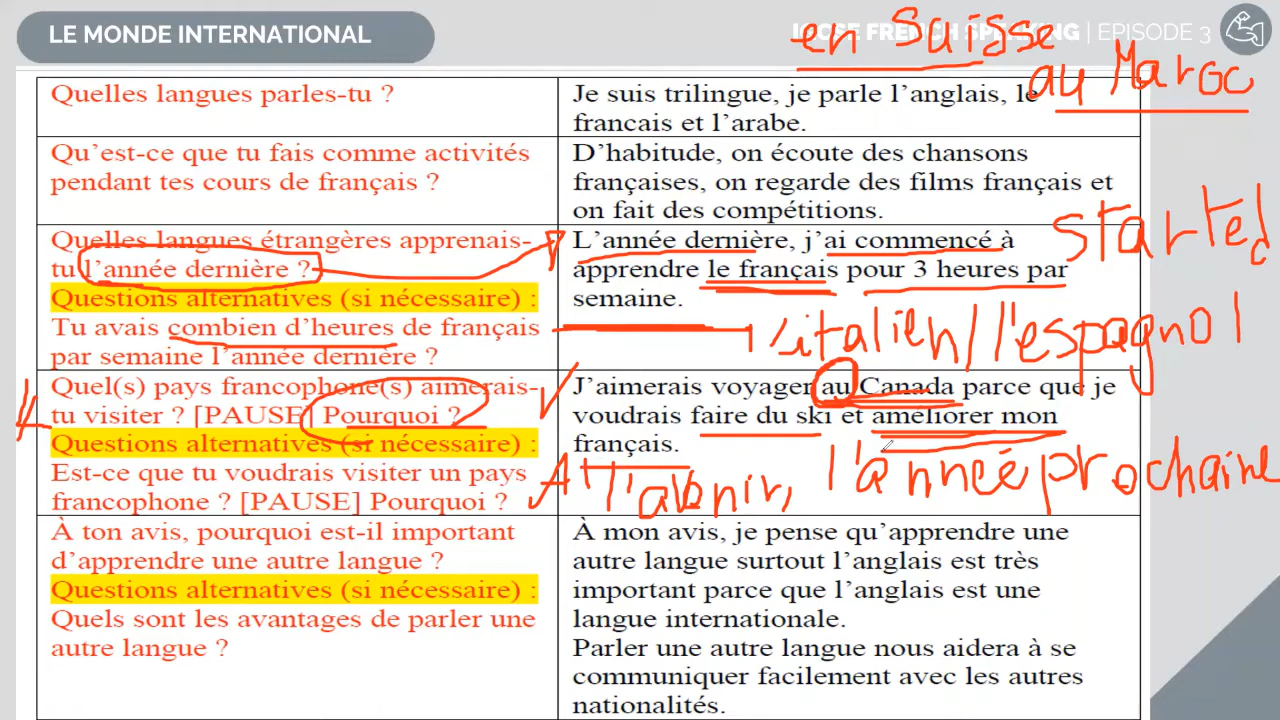 LE MONDE INTERNATIONAL
IGCSE FRENCH SPEAKING | EPISODE 3
en Suisse
au Maroc
Quelles langues parles-tu ?
Je suis trilingue, je parle l'anglais, le
francais et l'arabe.
Qu'est-ce que tu fais comme activités
pendant tes cours de français ?
D'habitude, on écoute des chansons
françaises, on regarde des films français et
on fait des compétitions.
Quelles langues étrangères apprenais-
tu l'année dernière ?
Questions alternatives (si nécessaire) :
Tu avais combien d'heures de français
par semaine l'année dernière ?
L'année dernière, j'ai commencé à
apprendre le français pour 3 heures par
semaine.
started
l'italien / l'espagnol
Quel(s) pays francophone(s) aimerais-
tu visiter ? [PAUSE] Pourquoi ?
Questions alternatives (si nécessaire) :
Est-ce que tu voudrais visiter un pays
francophone ? [PAUSE] Pourquoi ?
J'aimerais voyager au Canada parce que je
voudrais faire du ski et améliorer mon
français.
A l'avenir, l'année prochaine
À ton avis, pourquoi est-il important
d'apprendre une autre langue ?
Questions alternatives (si nécessaire) :
Quels sont les avantages de parler une
autre langue ?
À mon avis, je pense qu'apprendre une
autre langue surtout l'anglais est très
important parce que l'anglais est une
langue internationale.
Parler une autre langue nous aidera à se
communiquer facilement avec les autres
nationalités.